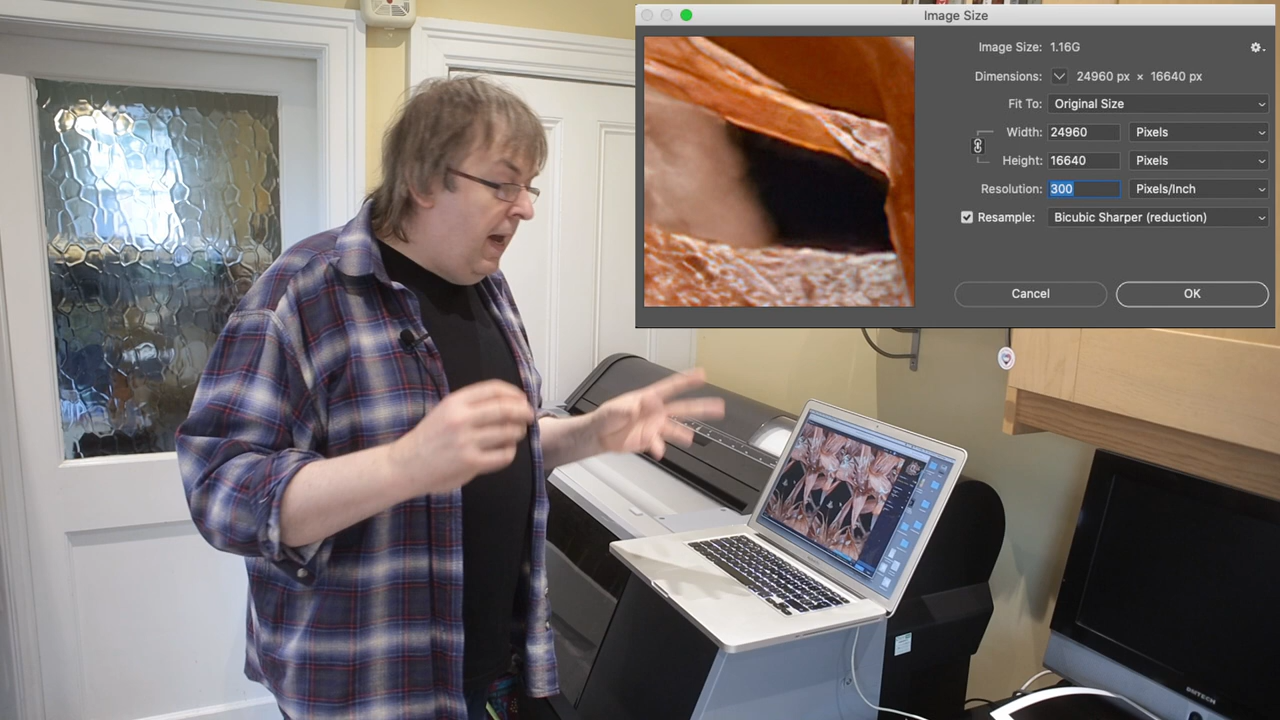 Image Size
Image Size: 1.16G
Dimensions: 24960 px × 16640 px
Fit To: Original Size
Width: 24960 Pixels
Height: 16640 Pixels
Resolution: 300 Pixels/Inch
Resample: Bicubic Sharper (reduction)
Cancel OK